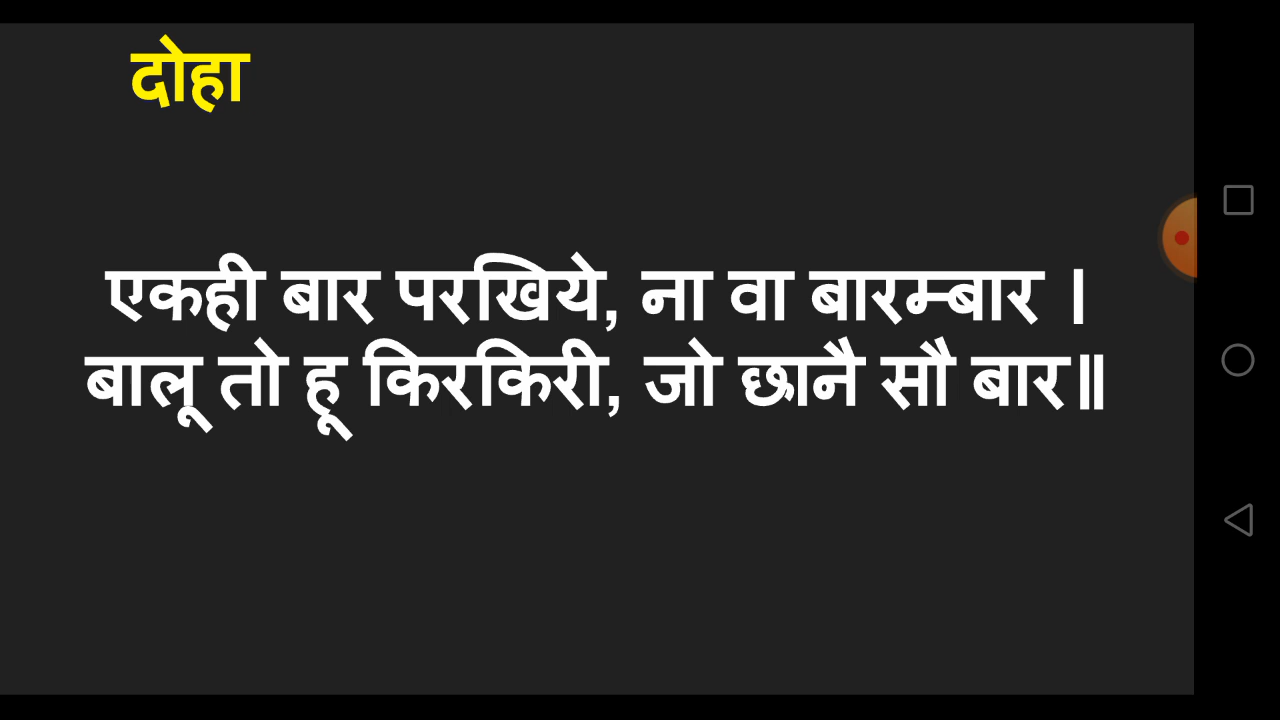 दोहा
एकही बार परखिये, ना वा बारम्बार ।
बालू तो हू किरकिरी, जो छानै सौ बार॥